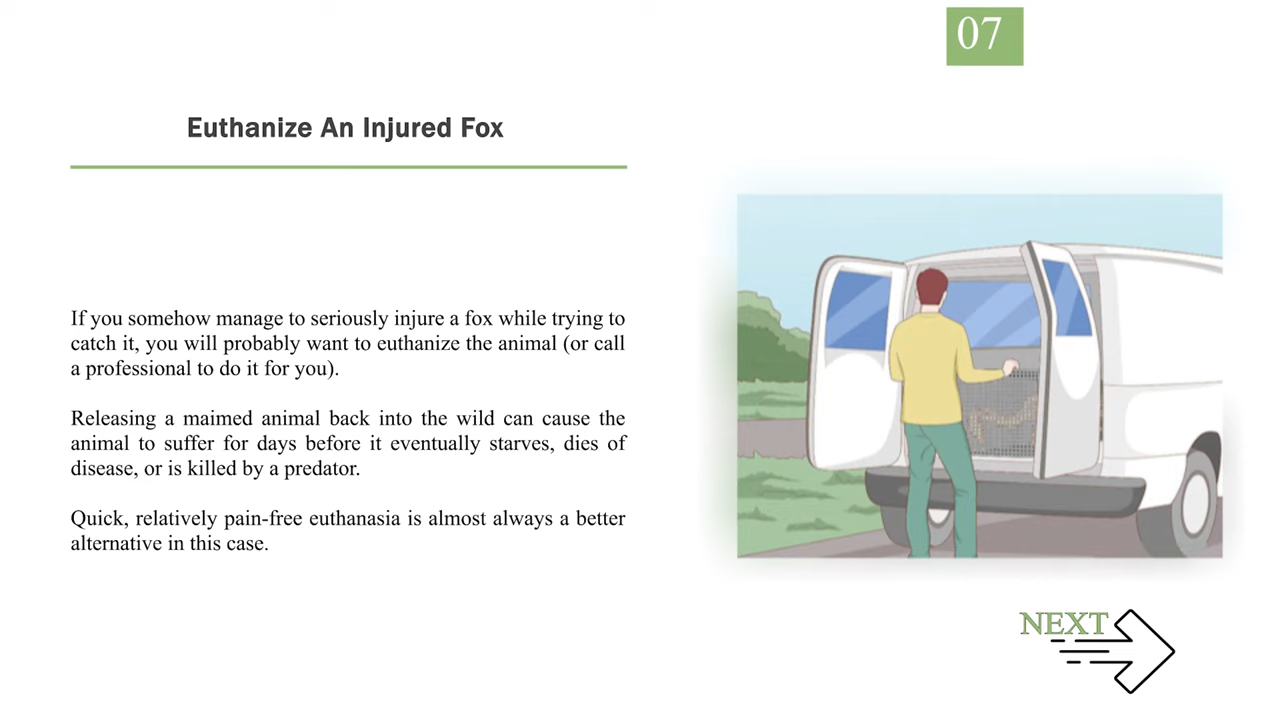 07
Euthanize An Injured Fox
If you somehow manage to seriously injure a fox while trying to
catch it, you will probably want to euthanize the animal (or call
a professional to do it for you).
Releasing a maimed animal back into the wild can cause the
animal to suffer for days before it eventually starves, dies of
disease, or is killed by a predator.
Quick, relatively pain-free euthanasia is almost always a better
alternative in this case.
NEXT